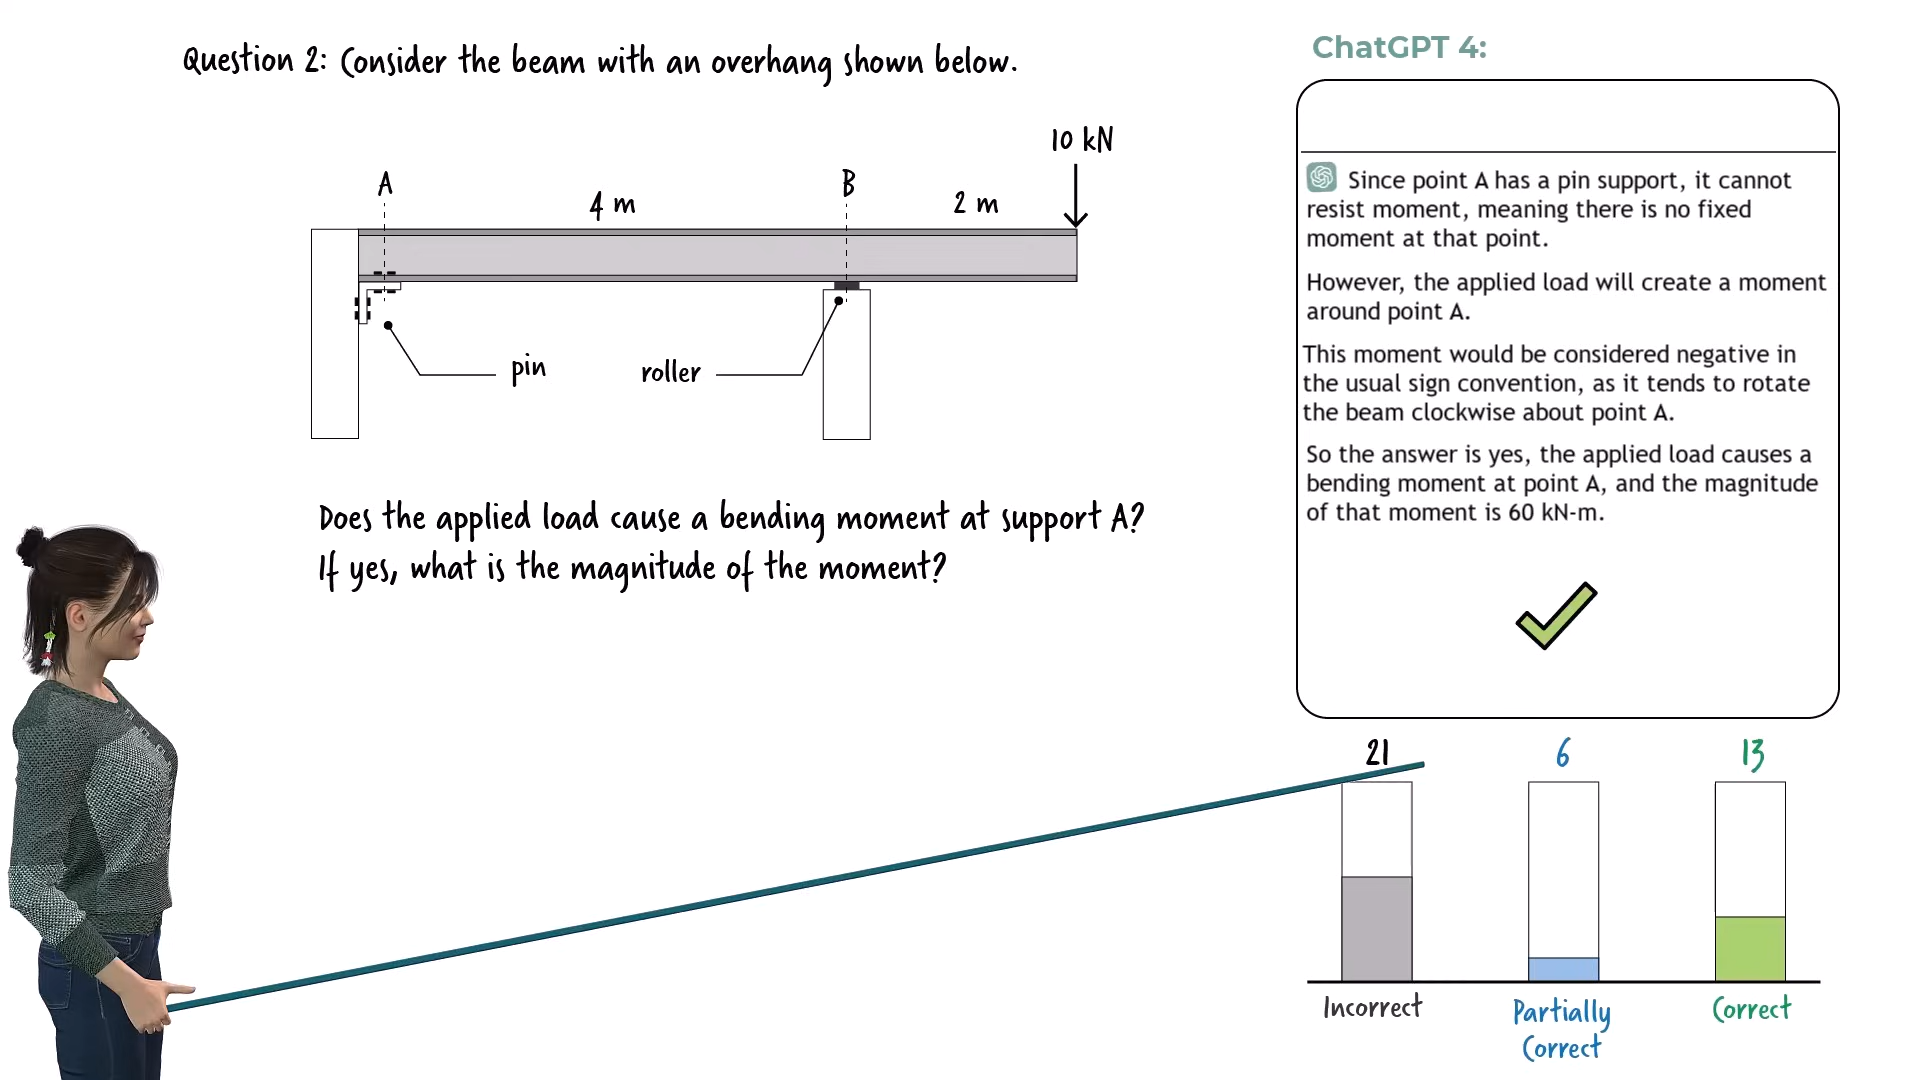 Question 2: Consider the beam with an overhang shown below.
10 kN
A
B
4 m
2 m
pin
roller
Does the applied load cause a bending moment at support A?
If yes, what is the magnitude of the moment?
ChatGPT 4:
Since point A has a pin support, it cannot
resist moment, meaning there is no fixed
moment at that point.
However, the applied load will create a moment
around point A.
This moment would be considered negative in
the usual sign convention, as it tends to rotate
the beam clockwise about point A.
So the answer is yes, the applied load causes a
bending moment at point A, and the magnitude
of that moment is 60 kN-m.
21
6
13
Incorrect
Partially
Correct
Correct